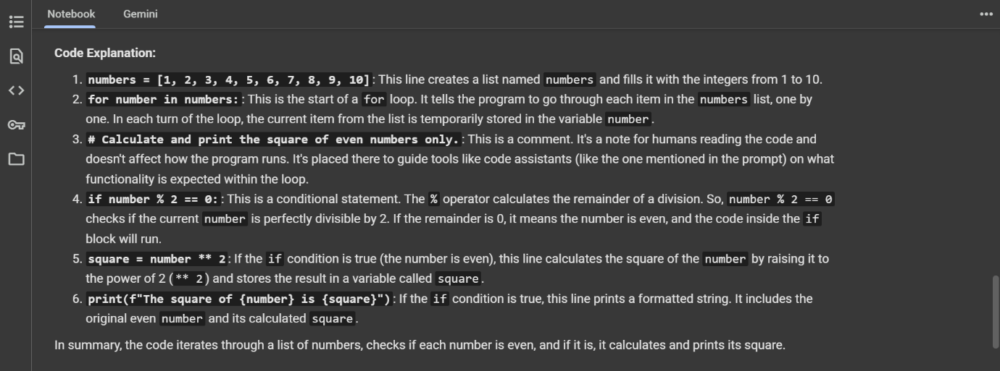 Notebook Gemini
Code Explanation:
1. numbers = [1, 2, 3, 4, 5, 6, 7, 8, 9, 10]: This line creates a list named numbers and fills it with the integers from 1 to 10.
2. for number in numbers:: This is the start of a for loop. It tells the program to go through each item in the numbers list, one by
one. In each turn of the loop, the current item from the list is temporarily stored in the variable number.
3. # Calculate and print the square of even numbers only.: This is a comment. It's a note for humans reading the code and
doesn't affect how the program runs. It's placed there to guide tools like code assistants (like the one mentioned in the prompt) on what
functionality is expected within the loop.
4. if number % 2 == 0:: This is a conditional statement. The % operator calculates the remainder of a division. So, number % 2 == 0
checks if the current number is perfectly divisible by 2. If the remainder is 0, it means the number is even, and the code inside the if
block will run.
5. square = number ** 2: If the if condition is true (the number is even), this line calculates the square of the number by raising it to
the power of 2 (** 2) and stores the result in a variable called square.
6. print(f"The square of {number} is {square}"): If the if condition is true, this line prints a formatted string. It includes the
original even number and its calculated square.
In summary, the code iterates through a list of numbers, checks if each number is even, and if it is, it calculates and prints its square.